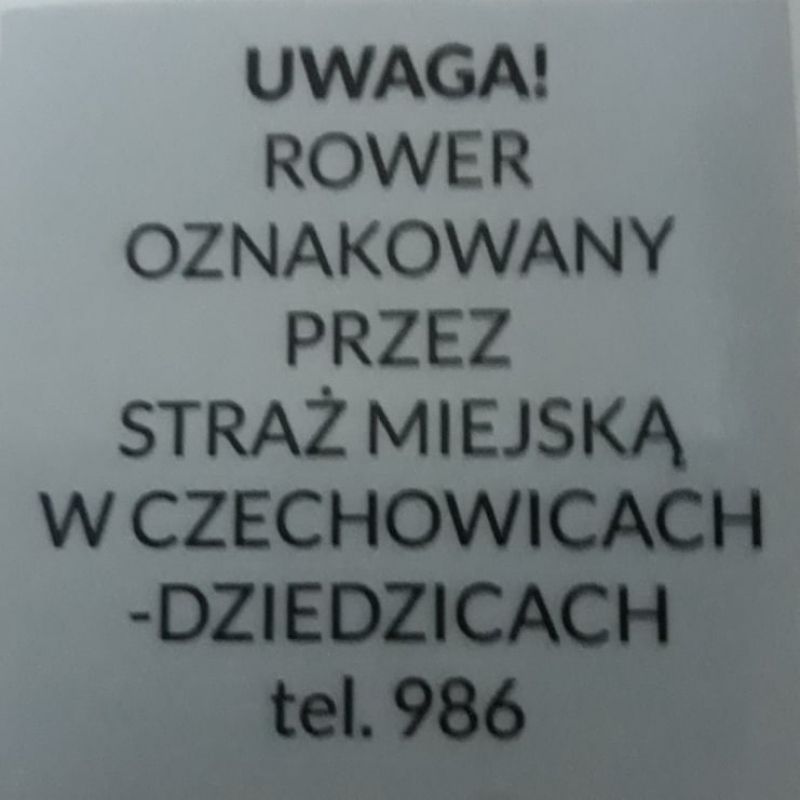 UWAGA!
ROWER
OZNAKOWANY
PRZEZ
STRAŻ MIEJSKĄ
W CZECHOWICACH
-DZIEDZICACH
tel. 986